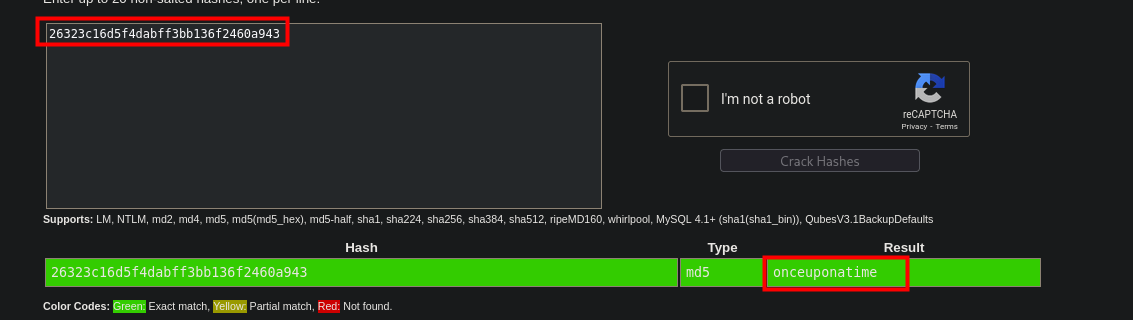 Enter up to 20 non-salted hashes, one per line:
26323c16d5f4dabff3bb136f2460a943
I'm not a robot
reCAPTCHA
Privacy - Terms
Crack Hashes
Supports: LM, NTLM, md2, md4, md5, md5(md5_hex), md5-half, sha1, sha224, sha256, sha384, sha512, ripeMD160, whirlpool, MySQL 4.1+ (sha1(sha1_bin)), QubesV3.1BackupDefaults
Hash Type Result
26323c16d5f4dabff3bb136f2460a943 md5 onceuponatime
Color Codes: Green: Exact match, Yellow: Partial match, Red: Not found.